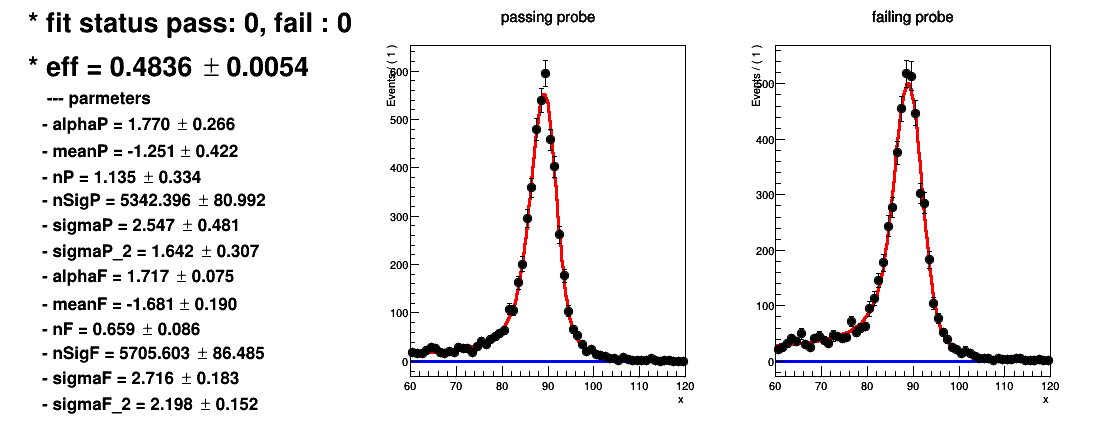 * fit status pass: 0, fail : 0
* eff = 0.4836 ± 0.0054
--- parmeters
- alphaP = 1.770 ± 0.266
- meanP = -1.251 ± 0.422
- nP = 1.135 ± 0.334
- nSigP = 5342.396 ± 80.992
- sigmaP = 2.547 ± 0.481
- sigmaP_2 = 1.642 ± 0.307
- alphaF = 1.717 ± 0.075
- meanF = -1.681 ± 0.190
- nF = 0.659 ± 0.086
- nSigF = 5705.603 ± 86.485
- sigmaF = 2.716 ± 0.183
- sigmaF_2 = 2.198 ± 0.152
passing probe
Events / ( 1 )
600
500
400
300
200
100
0
60 70 80 90 100 110 120
x
failing probe
Events / ( 1 )
500
400
300
200
100
0
60 70 80 90 100 110 120
x